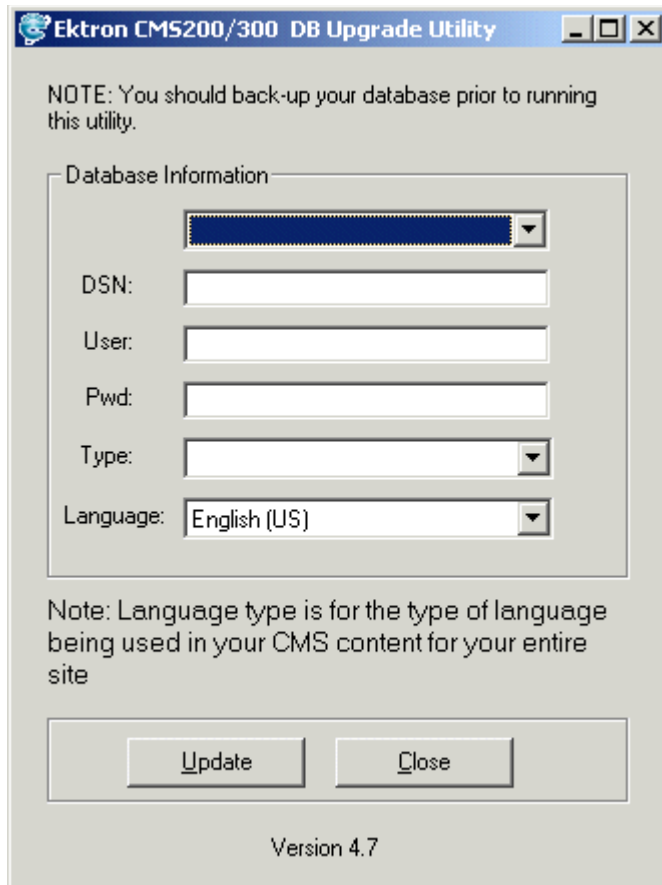 Ektron CMS200/300 DB Upgrade Utility
NOTE: You should back-up your database prior to running
this utility.
Database Information
DSN:
User:
Pwd:
Type:
Language: English (US)
Note: Language type is for the type of language
being used in your CMS content for your entire
site
Update Close
Version 4.7